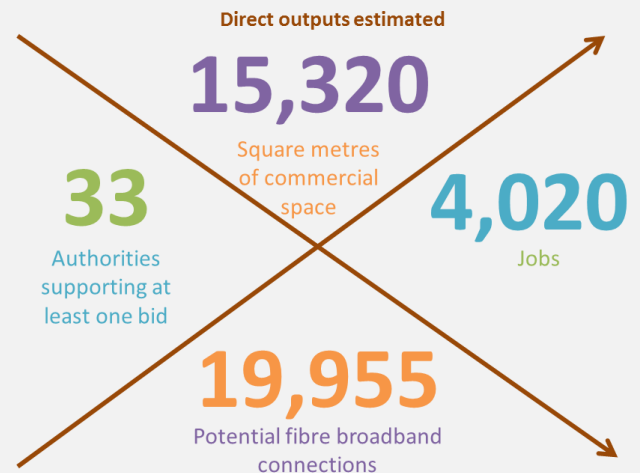 Direct outputs estimated
15,320
Square metres
of commercial
space
33
Authorities
supporting at
least one bid
4,020
Jobs
19,955
Potential fibre broadband
connections